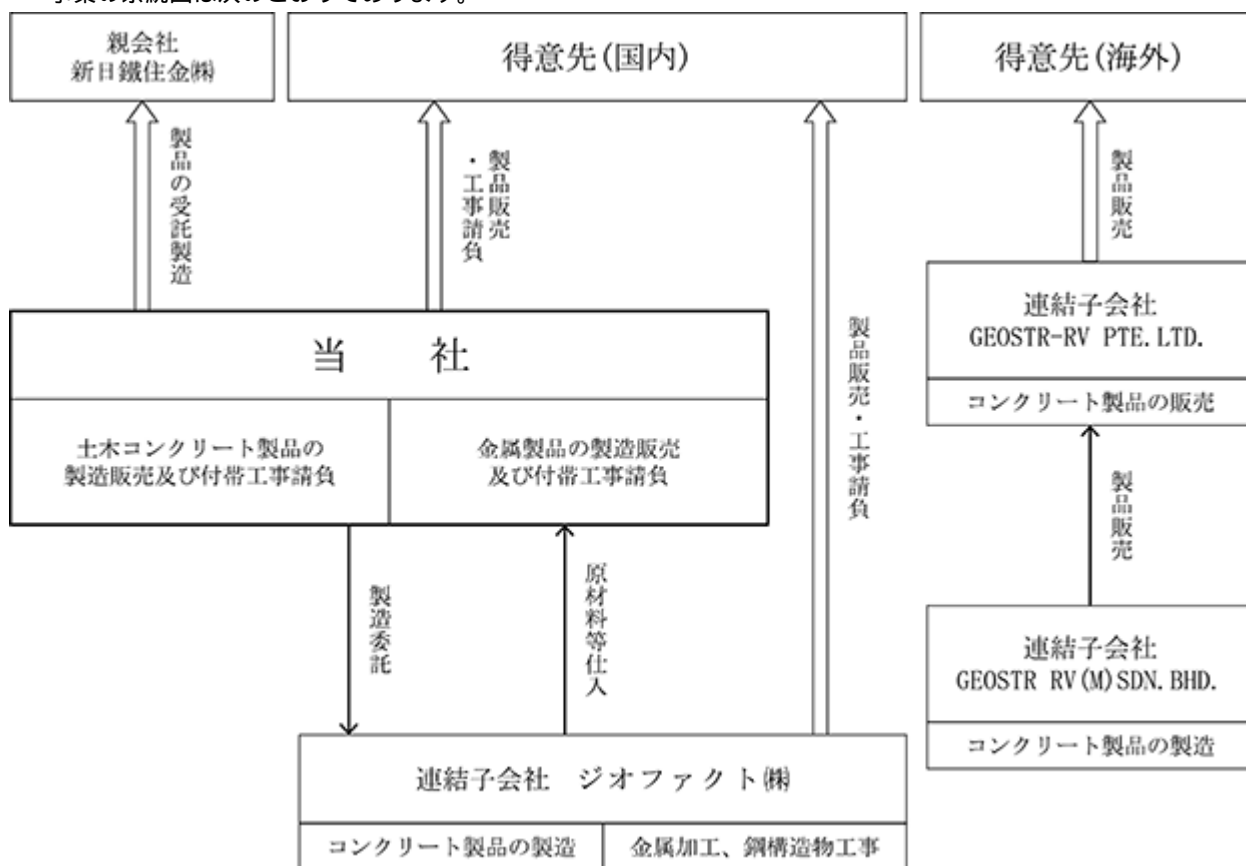 事業の系統図は次のとおりであります。
親会社
新日鐵住金㈱
得意先(国内)
得意先(海外)
製品の受託製造
製品販売
・工事請負
製品販売・工事請負
製品販売
連結子会社
GEOSTR-RV PTE.LTD.
コンクリート製品の販売
当 社
土木コンクリート製品の
製造販売及び付帯工事請負
金属製品の製造販売
及び付帯工事請負
製造委託
原材料等仕入
製品販売
連結子会社
GEOSTR RV(M)SDN.BHD.
コンクリート製品の製造
連結子会社 ジオファクト㈱
コンクリート製品の製造
金属加工、鋼構造物工事